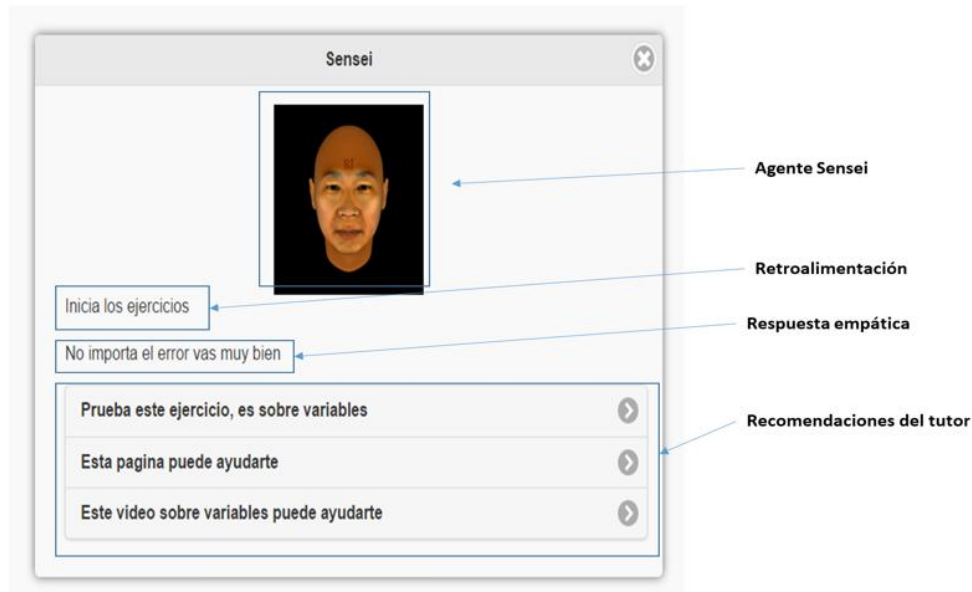 Sensei
Agente Sensei
Retroalimentación
Inicia los ejercicios
Respuesta empática
No importa el error vas muy bien
Prueba este ejercicio, es sobre variables
Recomendaciones del tutor
Esta pagina puede ayudarte
Este video sobre variables puede ayudarte